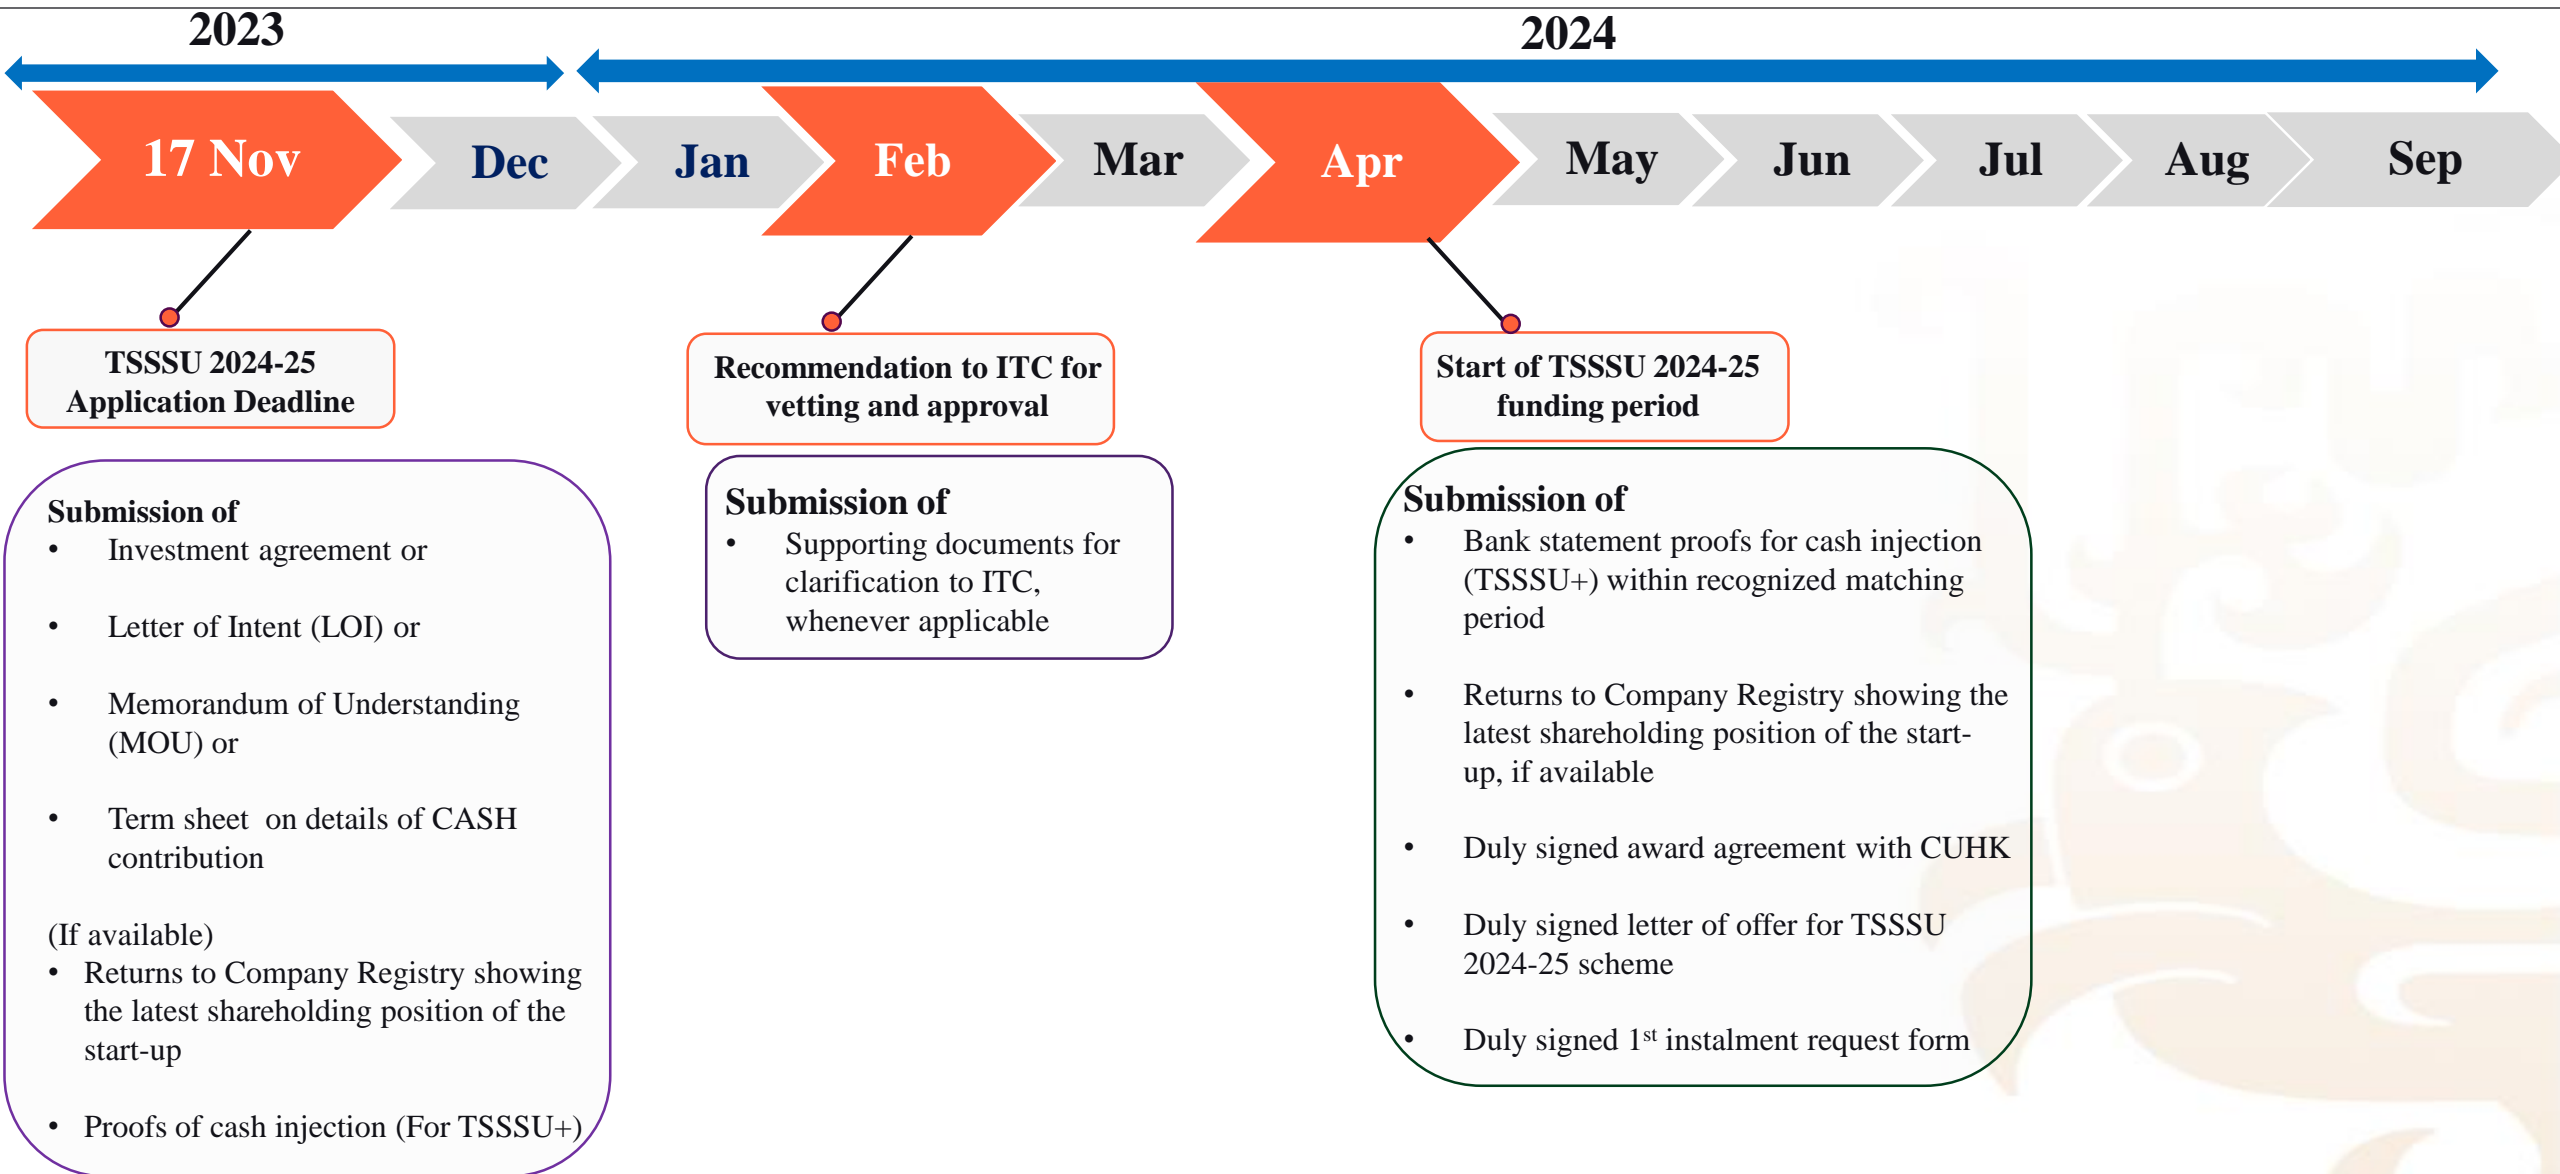 2023
2024
17 Nov
Dec
Jan
Feb
Mar
Apr
May
Jun
Jul
Aug
Sep
TSSSU 2024-25
Application Deadline
Submission of
• Investment agreement or
• Letter of Intent (LOI) or
• Memorandum of Understanding
(MOU) or
• Term sheet on details of CASH
contribution
(If available)
• Returns to Company Registry showing
the latest shareholding position of the
start-up
• Proofs of cash injection (For TSSSU+)
Recommendation to ITC for
vetting and approval
Submission of
• Supporting documents for
clarification to ITC,
whenever applicable
Start of TSSSU 2024-25
funding period
Submission of
• Bank statement proofs for cash injection
(TSSSU+) within recognized matching
period
• Returns to Company Registry showing the
latest shareholding position of the start-
up, if available
• Duly signed award agreement with CUHK
• Duly signed letter of offer for TSSSU
2024-25 scheme
• Duly signed 1st instalment request form